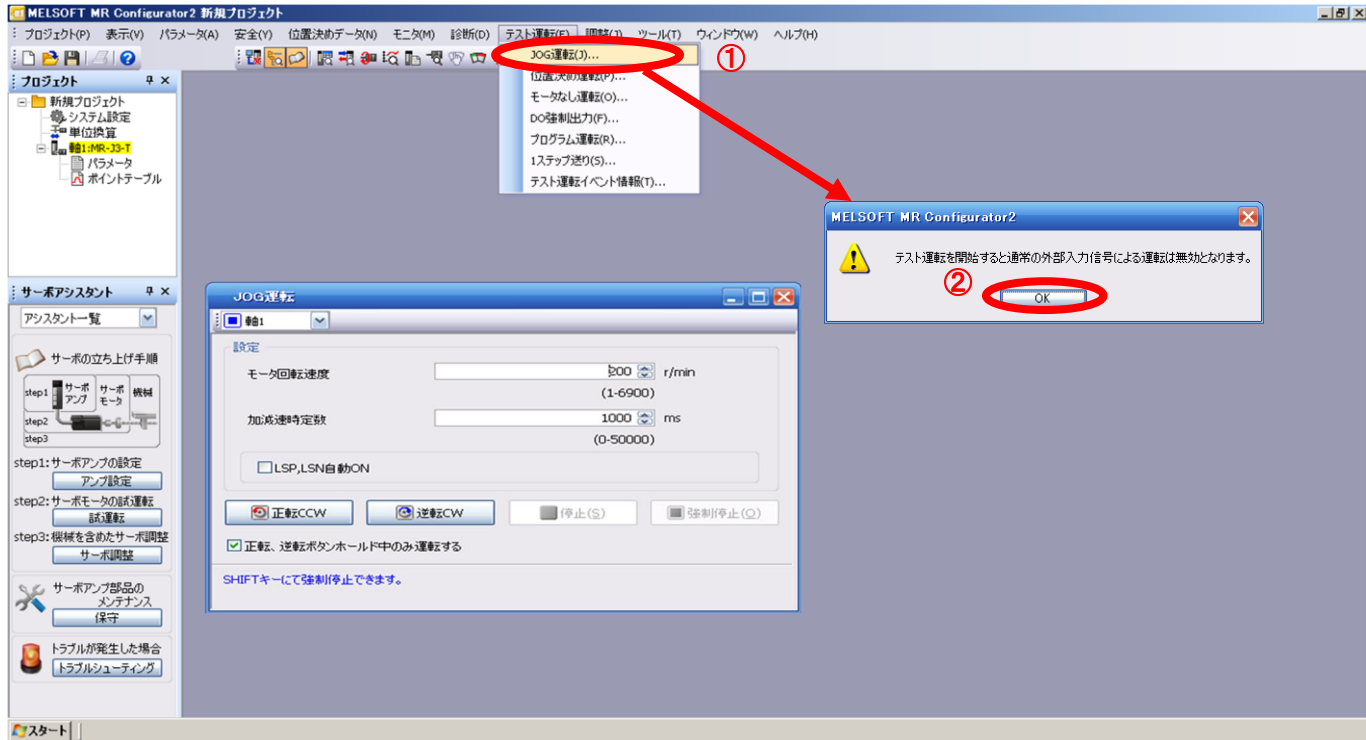 MELSOFT MR Configurator2 新規プロジェクト
プロジェクト(P) 表示(V) パラメータ(A) 安全(Y) 位置決めデータ(N) モニタ(M) 診断(D) テスト運転(E) 調整(J) ツール(T) ウィンドウ(W) ヘルプ(H)
JOG運転(J)...
①
位置決め運転(P)...
モータなし運転(O)...
DO強制出力(F)...
プログラム運転(R)...
1ステップ送り(S)...
テスト運転イベント情報(T)...
プロジェクト
新規プロジェクト
システム設定
単位換算
軸1:MR-J3-T
パラメータ
ポイントテーブル
MELSOFT MR Configurator2
テスト運転を開始すると通常の外部入力信号による運転は無効となります。
②
OK
サーボアシスタント
アシスタント一覧
サーボの立ち上げ手順
step1
サーボアンプ
サーボモータ
機械
step2
step3
step1:サーボアンプの設定
アンプ設定
step2:サーボモータの試運転
試運転
step3:機械を含めたサーボ調整
サーボ調整
サーボアンプ部品の
メンテナンス
保守
トラブルが発生した場合
トラブルシューティング
JOG運転
軸1
設定
モータ回転速度 200 r/min
(1-6900)
加減速時定数 1000 ms
(0-50000)
LSP,LSN自動ON
正転CCW 逆転CW 停止(S) 強制停止(O)
正転、逆転ボタンホールド中のみ運転する
SHIFTキーにて強制停止できます。
スタート